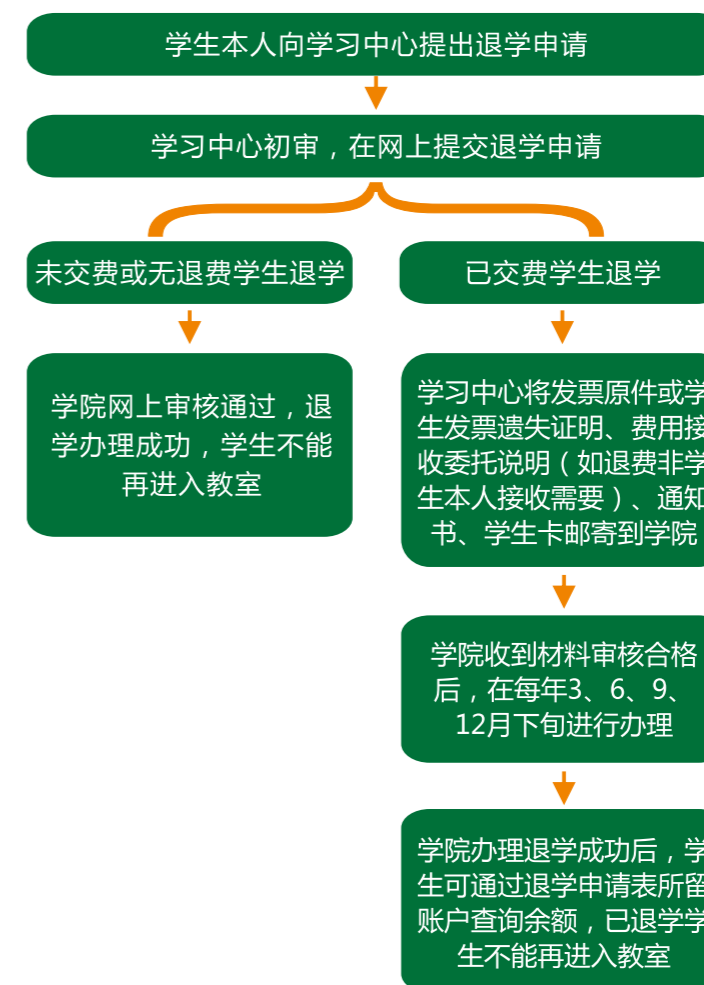 学生本人向学习中心提出退学申请
学习中心初审，在网上提交退学申请
未交费或无退费学生退学
已交费学生退学
学院网上审核通过，退
学办理成功，学生不能
再进入教室
学习中心将发票原件或学
生发票遗失证明、费用接
收委托说明（如退费非学
生本人接收需要）、通知
书、学生卡邮寄到学院
学院收到材料审核合格
后，在每年3、6、9、
12月下旬进行办理
学院办理退学成功后，学
生可通过退学申请表所留
账户查询余额，已退学学
生不能再进入教室